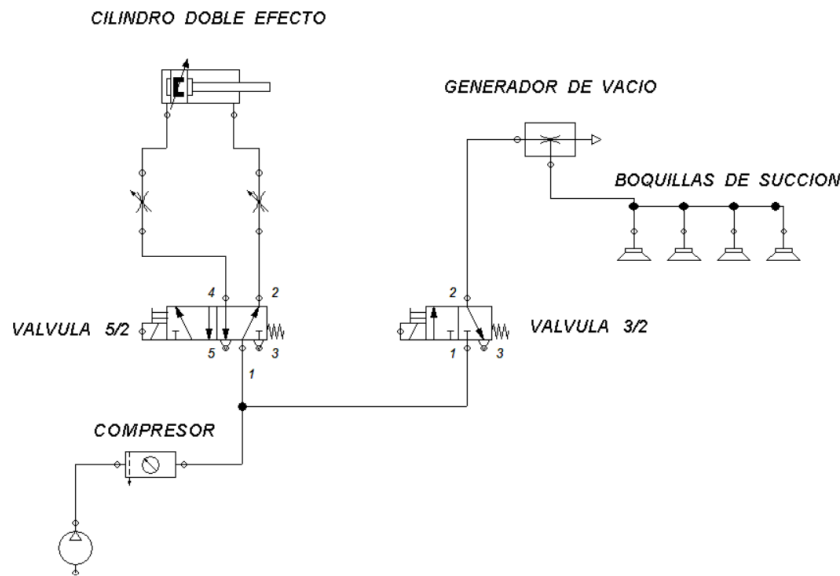 CILINDRO DOBLE EFECTO
GENERADOR DE VACIO
BOQUILLAS DE SUCCION
4 2
2
VALVULA 5/2
VALVULA 3/2
5 3
1 3
1
COMPRESOR